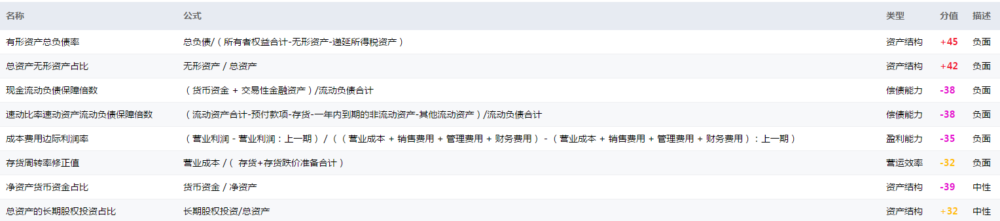 名称 公式 类型 分值 描述
有形资产总负债率 总负债/（所有者权益合计-无形资产-递延所得税资产） 资产结构 +45 负面
总资产无形资产占比 无形资产 / 总资产 资产结构 +42 负面
现金流动负债保障倍数 （货币资金 + 交易性金融资产）/流动负债合计 偿债能力 -38 负面
速动比率速动资产流动负债保障倍数 （流动资产合计-预付款项-存货-一年内到期的非流动资产-其他流动资产）/流动负债合计 偿债能力 -38 负面
成本费用边际利润率 （营业利润 - 营业利润：上一期） / （（营业成本 + 销售费用 + 管理费用 + 财务费用） - （营业成本 + 销售费用 + 管理费用 + 财务费用）：上一期） 盈利能力 -35 负面
存货周转率修正值 营业成本 /（ 存货+存货跌价准备合计） 营运效率 -32 负面
净资产货币资金占比 货币资金 / 净资产 资产结构 -39 中性
总资产的长期股权投资占比 长期股权投资/总资产 资产结构 +32 中性